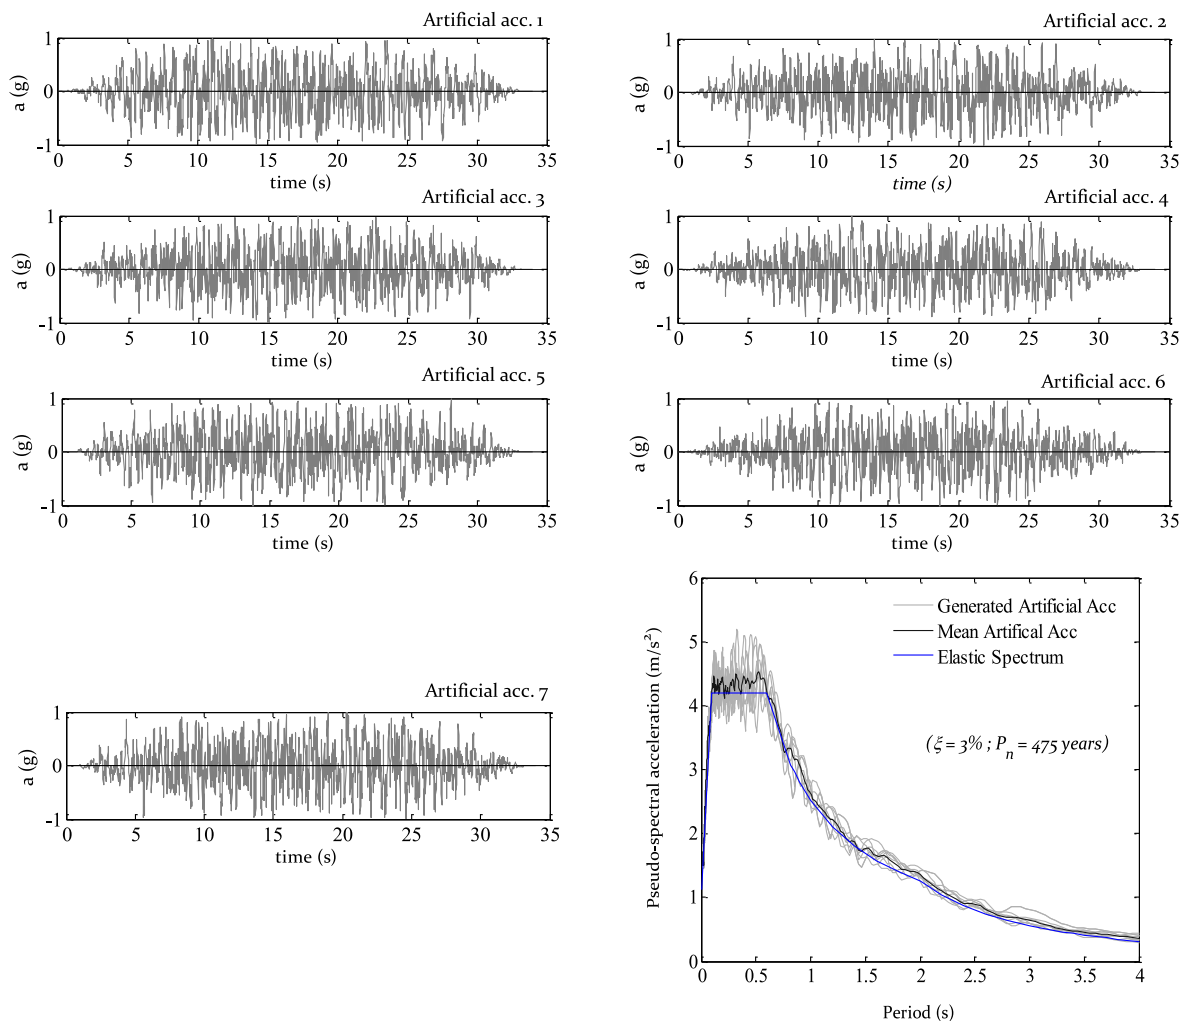 Artificial acc. 1
1
a (g)
0
-1
0 5 10 15 20 25 30 35
time (s)
Artificial acc. 2
1
a (g)
0
-1
0 5 10 15 20 25 30 35
time (s)
Artificial acc. 3
1
a (g)
0
-1
0 5 10 15 20 25 30 35
time (s)
Artificial acc. 4
1
a (g)
0
-1
0 5 10 15 20 25 30 35
time (s)
Artificial acc. 5
1
a (g)
0
-1
0 5 10 15 20 25 30 35
time (s)
Artificial acc. 6
1
a (g)
0
-1
0 5 10 15 20 25 30 35
time (s)
Artificial acc. 7
1
a (g)
0
-1
0 5 10 15 20 25 30 35
time (s)
6
5
4
3
2
1
0
Pseudo-spectral acceleration (m/s²)
Generated Artificial Acc
Mean Artifical Acc
Elastic Spectrum
(ξ = 3% ; Pn = 475 years)
0 0.5 1 1.5 2 2.5 3 3.5 4
Period (s)